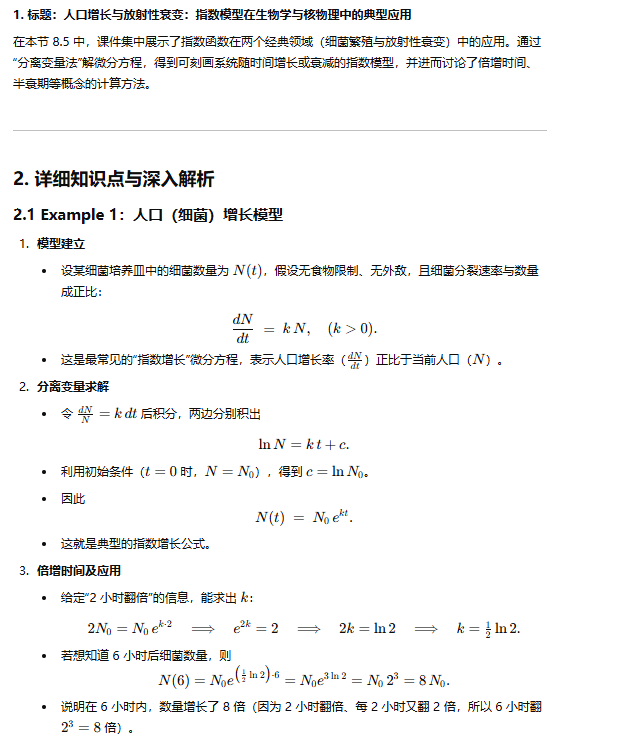 1. 标题：人口增长与放射性衰变：指数模型在生物学与核物理中的典型应用
在本节 8.5 中，课件集中展示了指数函数在两个经典领域（细菌繁殖与放射性衰变）中的应用。通过
“分离变量法”解微分方程，得到可刻画系统随时间增长或衰减的指数模型，并进而讨论了倍增时间、
半衰期等概念的计算方法。
2. 详细知识点与深入解析
2.1 Example 1：人口（细菌）增长模型
1. 模型建立
• 设某细菌培养皿中的细菌数量为 N(t)，假设无食物限制、无外敌，且细菌分裂速率与数量
成正比：
dN/dt = k N, (k > 0).
• 这是最常见的“指数增长”微分方程，表示人口增长率（dN/dt）正比于当前人口（N）。
2. 分离变量求解
• 令 dN/N = k dt 后积分，两边分别积出
ln N = k t + c.
• 利用初始条件（t = 0 时，N = N₀），得到 c = ln N₀。
• 因此
N(t) = N₀ e^{kt}.
• 这就是典型的指数增长公式。
3. 倍增时间及应用
• 给定“2 小时翻倍”的信息，能求出 k：
2N₀ = N₀ e^{k·2} ⟹ e^{2k} = 2 ⟹ 2k = ln 2 ⟹ k = ½ ln 2.
• 若想知道 6 小时后细菌数量，则
N(6) = N₀e^{(½ ln 2)·6} = N₀e^{3 ln 2} = N₀ 2³ = 8 N₀.
• 说明在 6 小时内，数量增长了 8 倍（因为 2 小时翻倍、每 2 小时又翻 2 倍，所以 6 小时翻
2³ = 8 倍）。